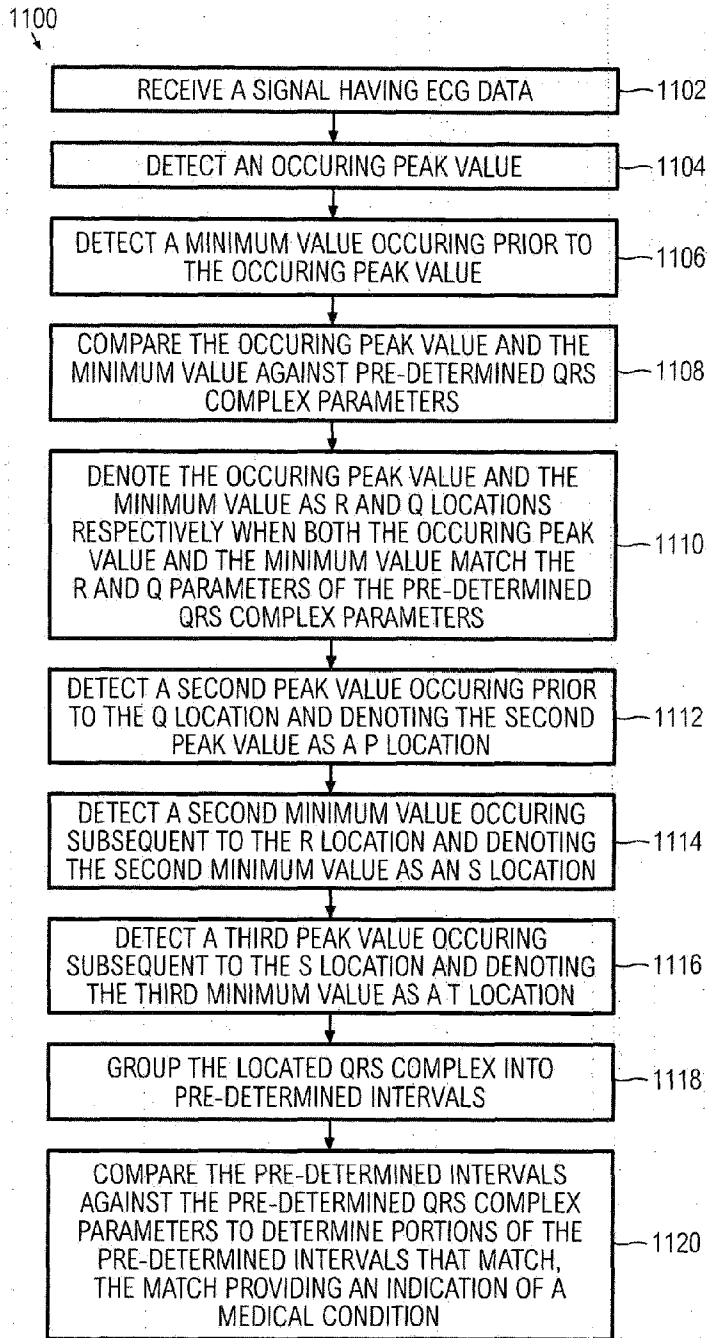 1100
RECEIVE A SIGNAL HAVING ECG DATA
1102
DETECT AN OCCURING PEAK VALUE
1104
DETECT A MINIMUM VALUE OCCURING PRIOR TO
THE OCCURING PEAK VALUE
1106
COMPARE THE OCCURING PEAK VALUE AND THE
MINIMUM VALUE AGAINST PRE-DETERMINED QRS
COMPLEX PARAMETERS
1108
DENOTE THE OCCURING PEAK VALUE AND THE
MINIMUM VALUE AS R AND Q LOCATIONS
RESPECTIVELY WHEN BOTH THE OCCURING PEAK
VALUE AND THE MINIMUM VALUE MATCH THE
R AND Q PARAMETERS OF THE PRE-DETERMINED
QRS COMPLEX PARAMETERS
1110
DETECT A SECOND PEAK VALUE OCCURING PRIOR
TO THE Q LOCATION AND DENOTING THE SECOND
PEAK VALUE AS A P LOCATION
1112
DETECT A SECOND MINIMUM VALUE OCCURING
SUBSEQUENT TO THE R LOCATION AND DENOTING
THE SECOND MINIMUM VALUE AS AN S LOCATION
1114
DETECT A THIRD PEAK VALUE OCCURING
SUBSEQUENT TO THE S LOCATION AND DENOTING
THE THIRD MINIMUM VALUE AS A T LOCATION
1116
GROUP THE LOCATED QRS COMPLEX INTO
PRE-DETERMINED INTERVALS
1118
COMPARE THE PRE-DETERMINED INTERVALS
AGAINST THE PRE-DETERMINED QRS COMPLEX
PARAMETERS TO DETERMINE PORTIONS OF THE
PRE-DETERMINED INTERVALS THAT MATCH,
THE MATCH PROVIDING AN INDICATION OF A
MEDICAL CONDITION
1120